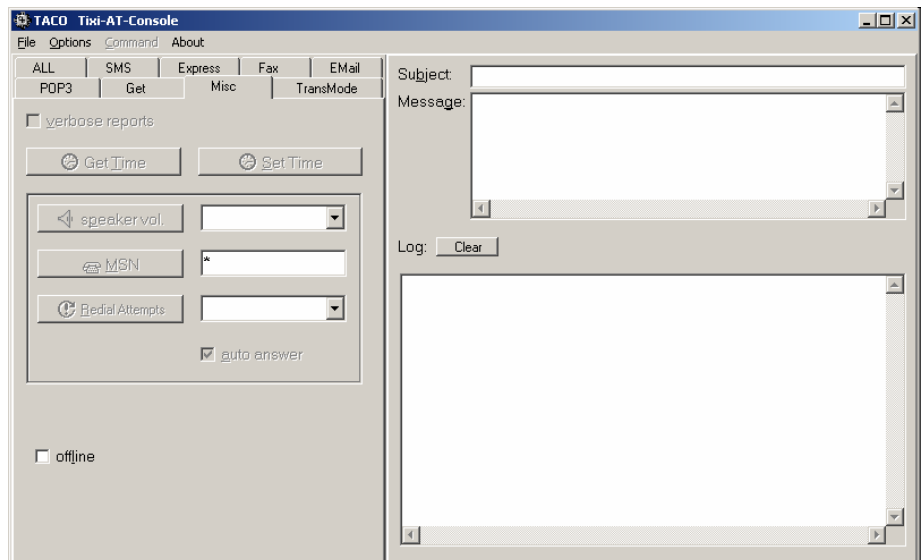 TACO Tixi-AT-Console
File Options Command About
ALL SMS Express Fax EMail
POP3 Get Misc TransMode
verbose reports
Get Time Set Time
speaker vol.
MSN *
Redial Attempts
auto answer
offline
Subject:
Message:
Log: Clear